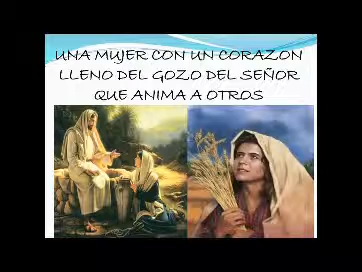 UNA MUJER CON UN CORAZON
LLENO DEL GOZO DEL SEÑOR
QUE ANIMA A OTROS